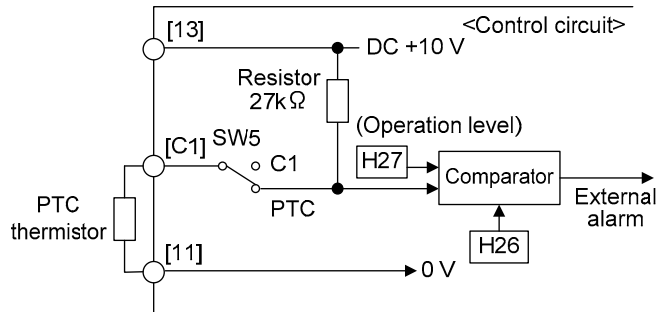 <Control circuit>
[13]
DC +10 V
Resistor
27kΩ
(Operation level)
SW5
[C1]
C1
H27
Comparator
PTC
thermistor
PTC
External
alarm
H26
[11]
0 V